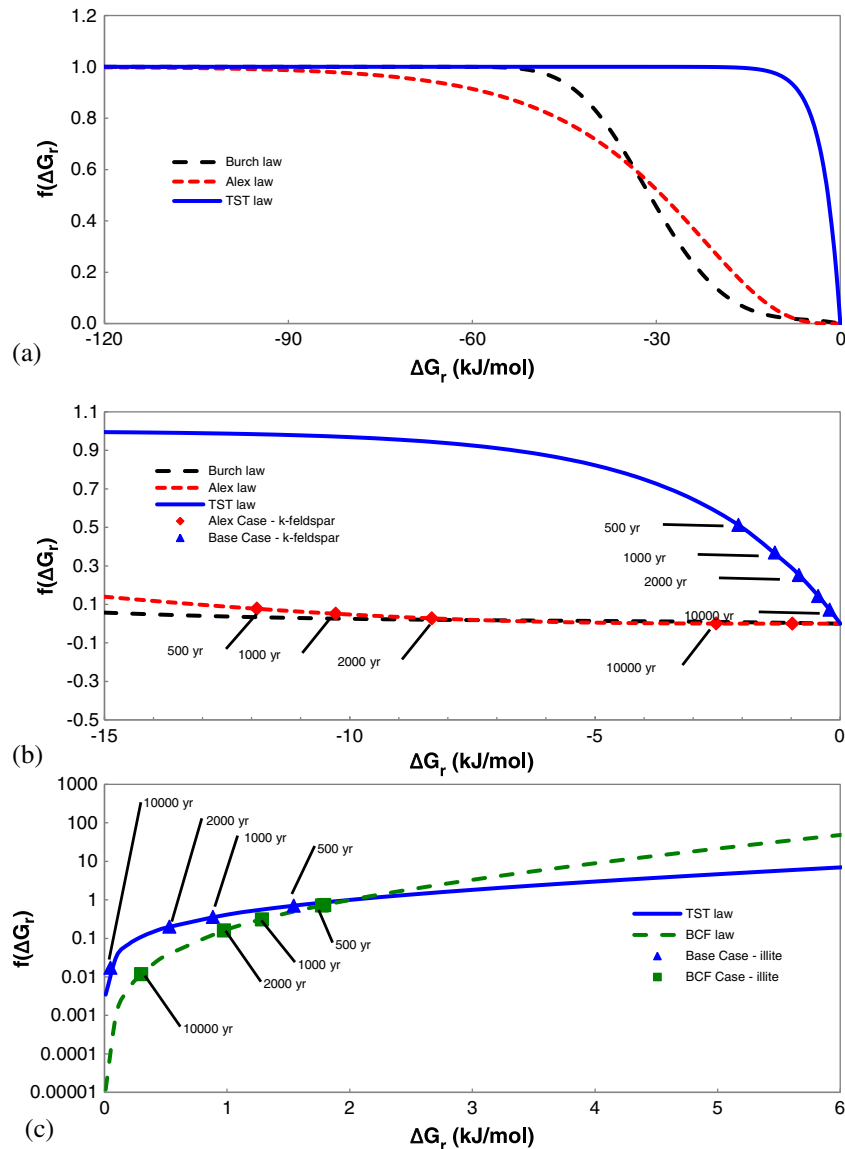 1.2
1.0
0.8
0.6
0.4
0.2
0.0
f(ΔGr)
Burch law
Alex law
TST law
-120
-90
-60
-30
0
ΔGr (kJ/mol)
(a)
1.1
0.9
0.7
0.5
0.3
0.1
-0.1
-0.3
-0.5
f(ΔGr)
Burch law
Alex law
TST law
Alex Case - k-feldspar
Base Case - k-feldspar
500 yr
1000 yr
2000 yr
10000 yr
500 yr
1000 yr
2000 yr
10000 yr
-15
-10
-5
0
ΔGr (kJ/mol)
(b)
1000
100
10
1
0.1
0.01
0.001
0.0001
0.00001
f(ΔGr)
10000 yr
2000 yr
1000 yr
500 yr
500 yr
1000 yr
2000 yr
10000 yr
TST law
BCF law
Base Case - illite
BCF Case - illite
0
1
2
3
4
5
6
ΔGr (kJ/mol)
(c)